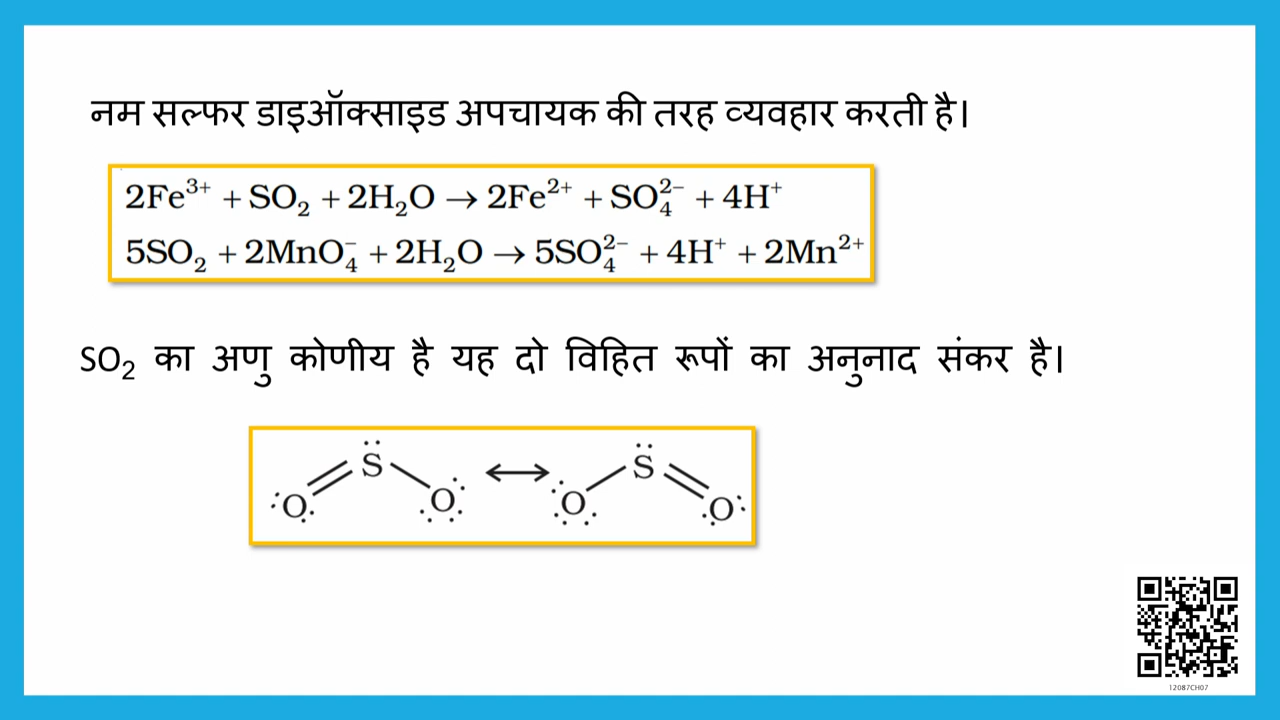 नम सल्फर डाइऑक्साइड अपचायक की तरह व्यवहार करती है।
2Fe³⁺ + SO₂ + 2H₂O → 2Fe²⁺ + SO₄²⁻ + 4H⁺
5SO₂ + 2MnO₄⁻ + 2H₂O → 5SO₄²⁻ + 4H⁺ + 2Mn²⁺
SO₂ का अणु कोणीय है यह दो विहित रूपों का अनुनाद संकर है।
O S O ↔ O S O
12087CH07